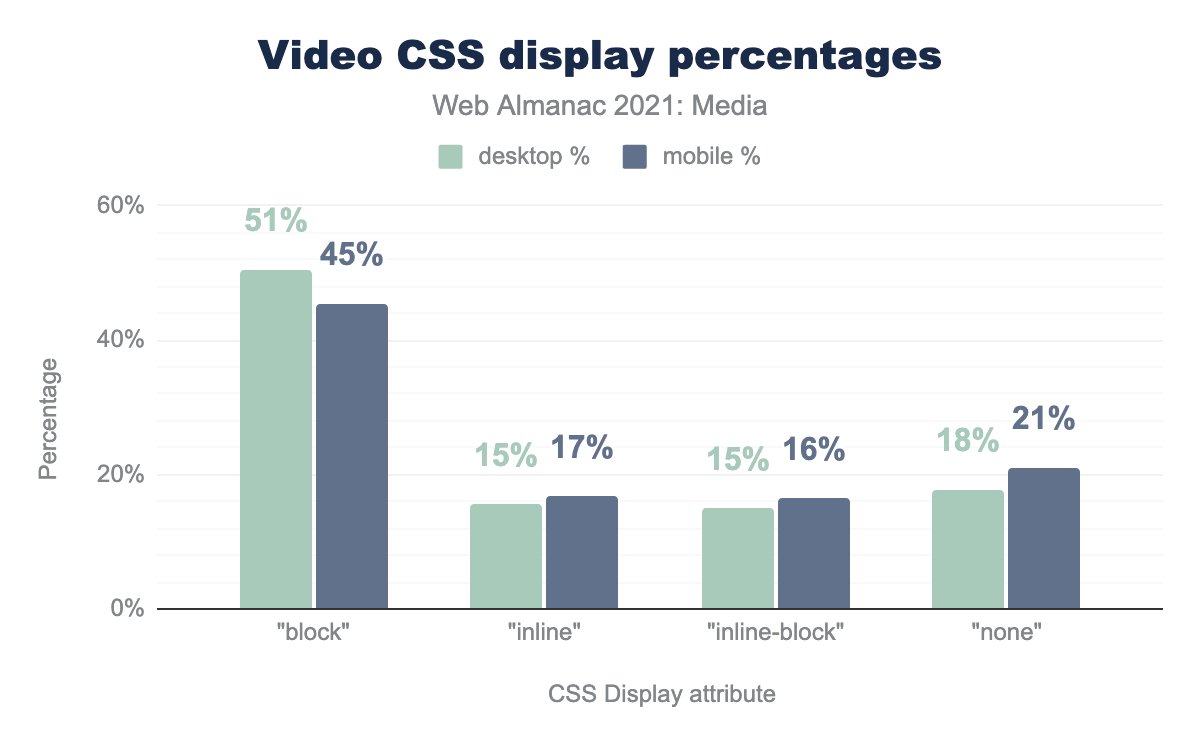 Video CSS display percentages
Web Almanac 2021: Media
desktop % mobile %
60%
40%
20%
0%
Percentage
51% 45%
15% 17%
15% 16%
18% 21%
"block" "inline" "inline-block" "none"
CSS Display attribute